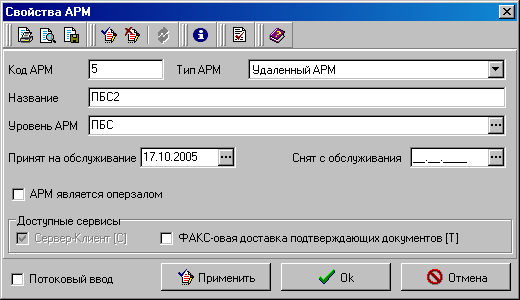 Свойства АРМ
Код АРМ 5 Тип АРМ Удаленный АРМ
Название ПБС2
Уровень АРМ ПБС
Принят на обслуживание 17.10.2005 Снят с обслуживания __.__.____
АРМ является оперзалом
Доступные сервисы
Сервер-Клиент [C] ФАКС-овая доставка подтверждающих документов [T]
Потоковый ввод Применить Ok Отмена